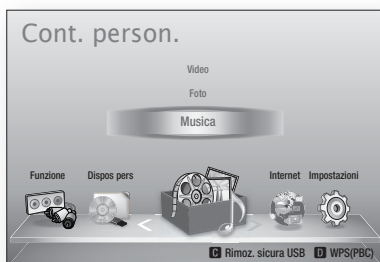 Cont. person.
Video
Foto
Musica
Funzione Dispos pers Internet Impostazioni
C Rimoz. sicura USB D WPS(PBC)